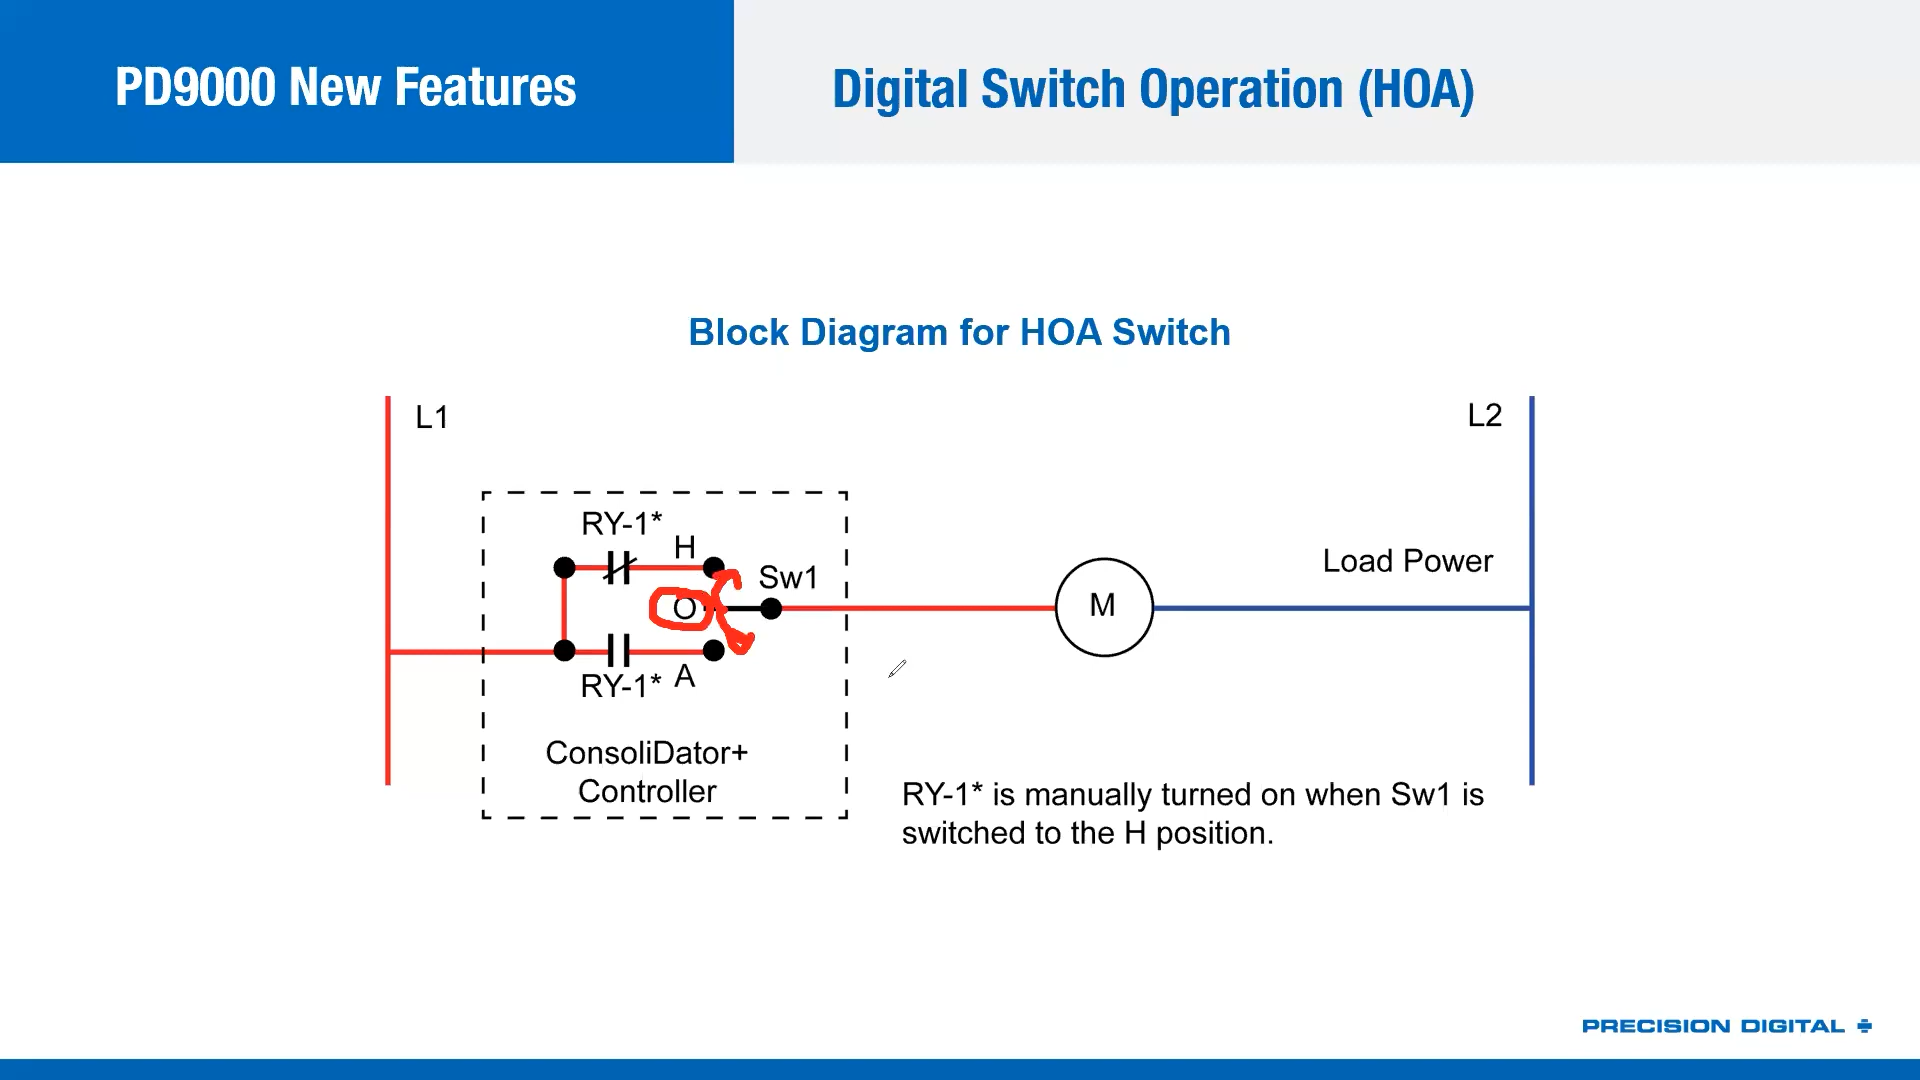 PD9000 New Features
Digital Switch Operation (HOA)
Block Diagram for HOA Switch
L1
L2
RY-1*
H
Sw1
O
Load Power
M
RY-1*
A
ConsoliDator+
Controller
RY-1* is manually turned on when Sw1 is
switched to the H position.
PRECISION DIGITAL